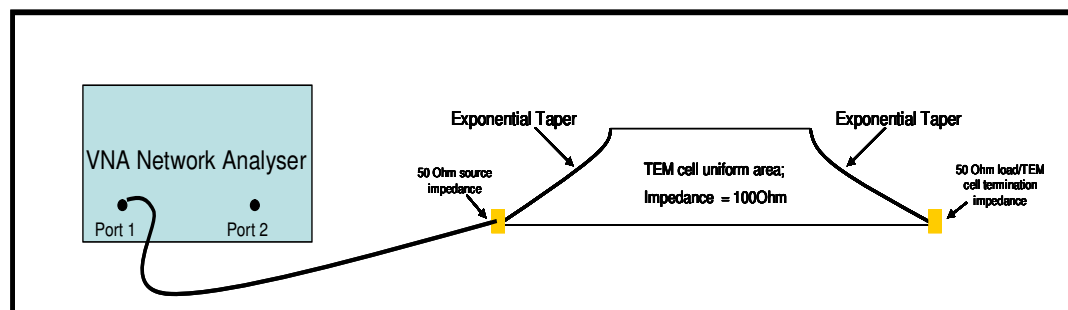 VNA Network Analyser
Port 1
Port 2
50 Ohm source
impedance
Exponential Taper
TEM cell uniform area;
Impedance = 100Ohm
Exponential Taper
50 Ohm load/TEM
cell termination
impedance